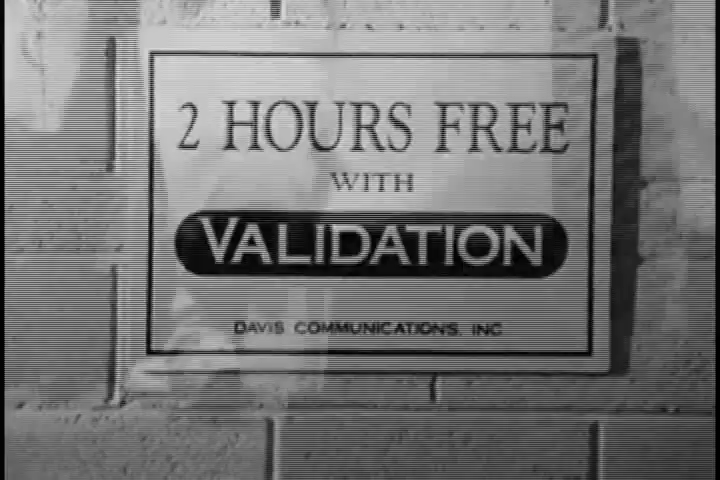 2 HOURS FREE
WITH
VALIDATION
DAVIS COMMUNICATIONS, INC